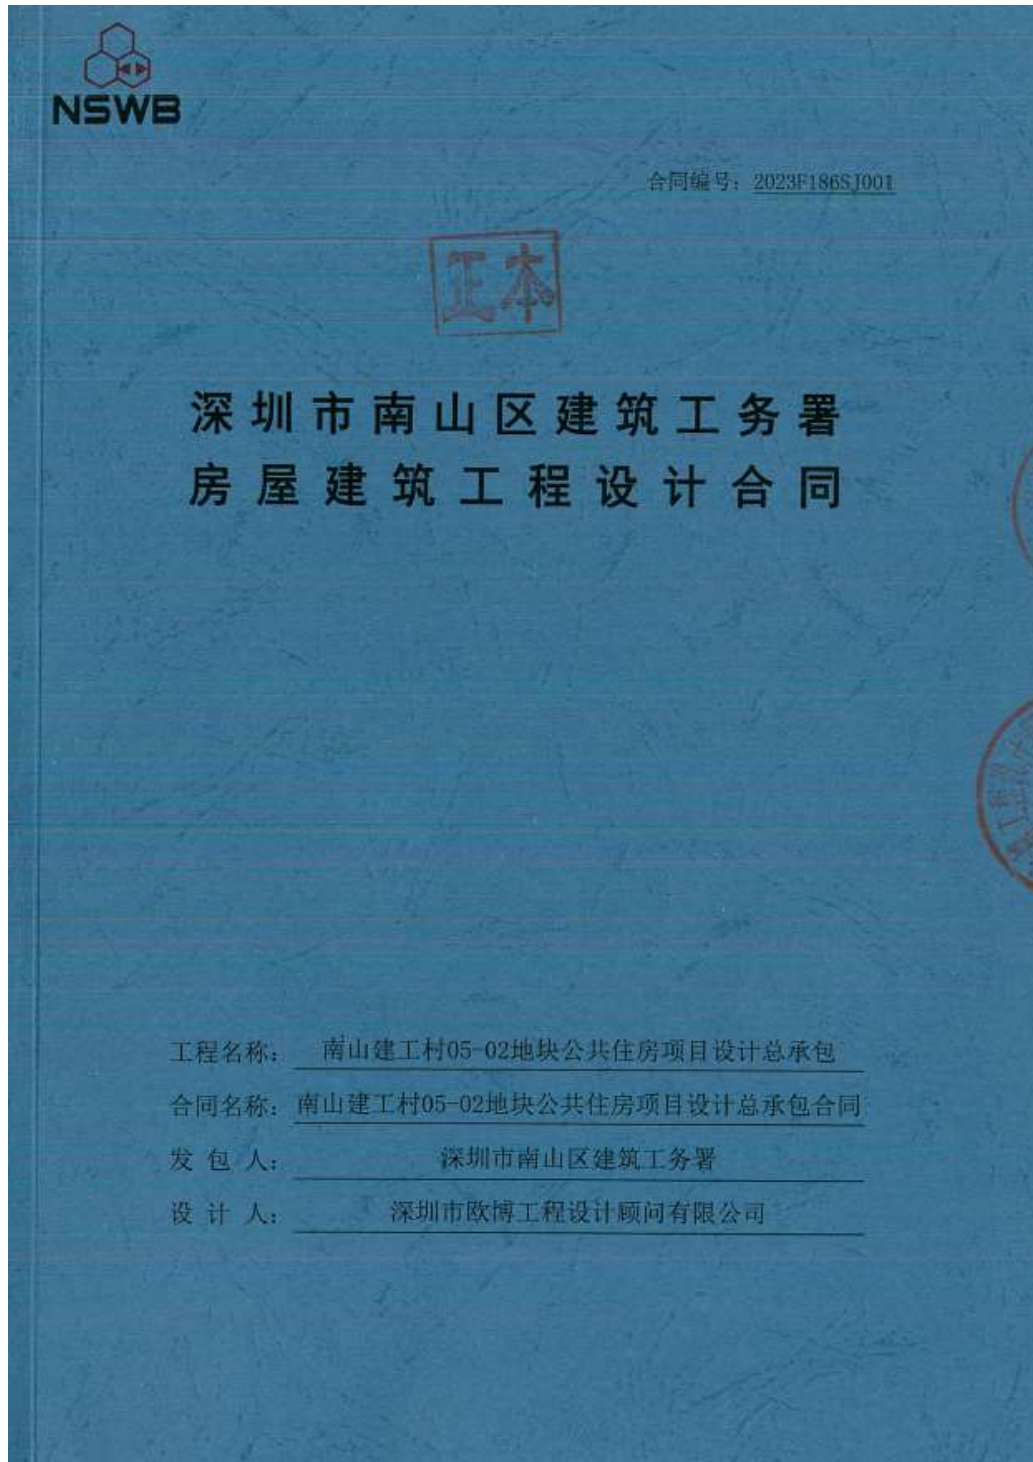 NSWB
合同编号：2023F186SJ001
正本
深圳市南山区建筑工务署
房屋建筑工程设计合同
工程名称：南山建工村05-02地块公共住房项目设计总承包
合同名称：南山建工村05-02地块公共住房项目设计总承包合同
发包人：深圳市南山区建筑工务署
设计人：深圳市欧博工程设计顾问有限公司